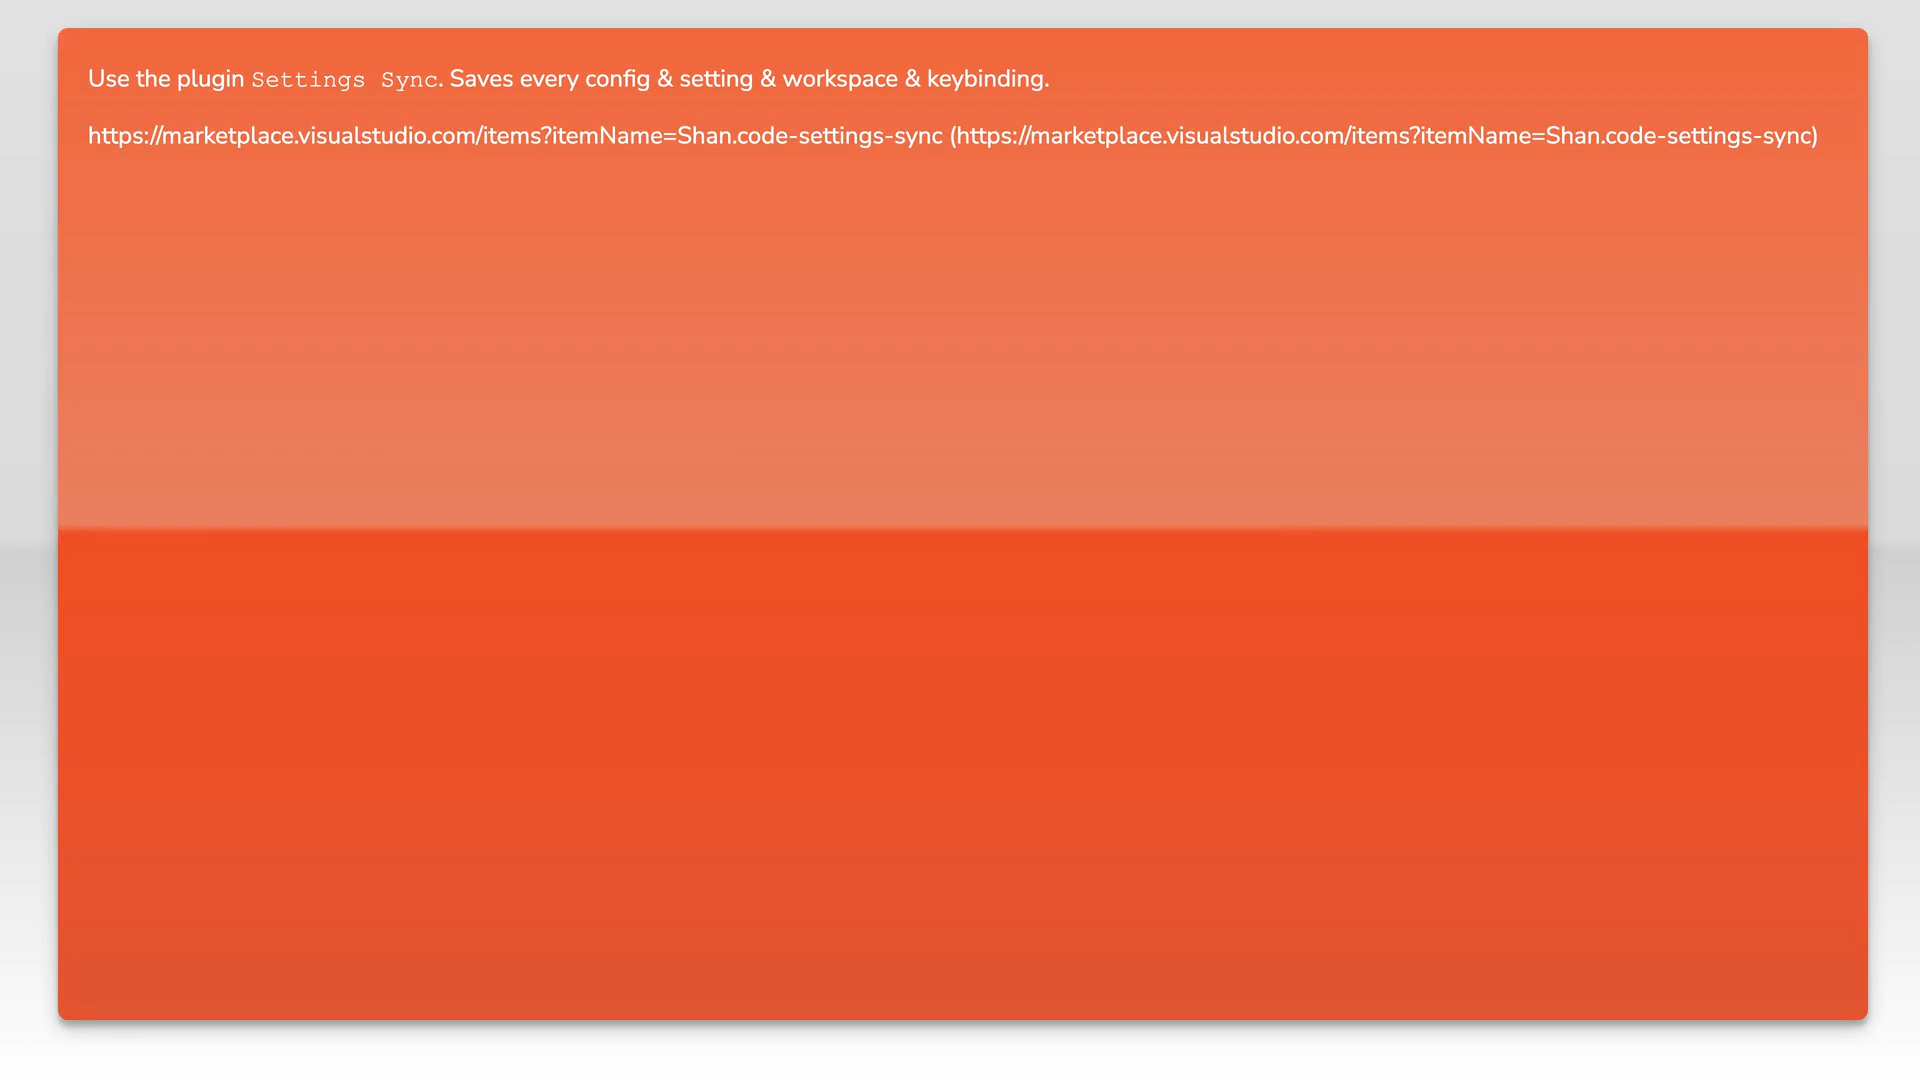 Use the plugin Settings Sync. Saves every config & setting & workspace & keybinding.
https://marketplace.visualstudio.com/items?itemName=Shan.code-settings-sync (https://marketplace.visualstudio.com/items?itemName=Shan.code-settings-sync)